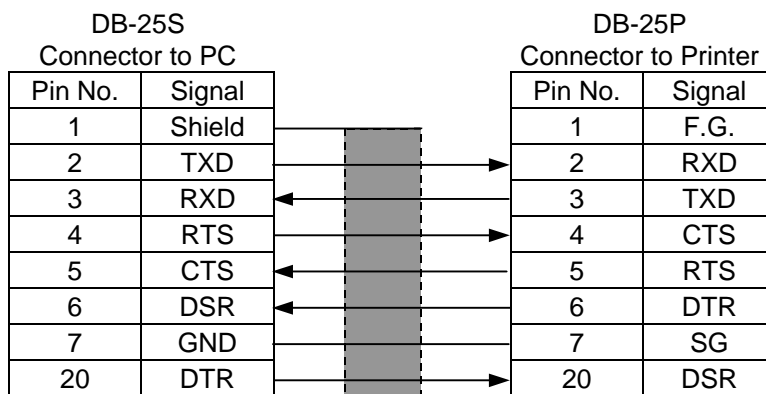 DB-25S DB-25P
Connector to PC Connector to Printer
Pin No. Signal Pin No. Signal
1 Shield 1 F.G.
2 TXD 2 RXD
3 RXD 3 TXD
4 RTS 4 CTS
5 CTS 5 RTS
6 DSR 6 DTR
7 GND 7 SG
20 DTR 20 DSR